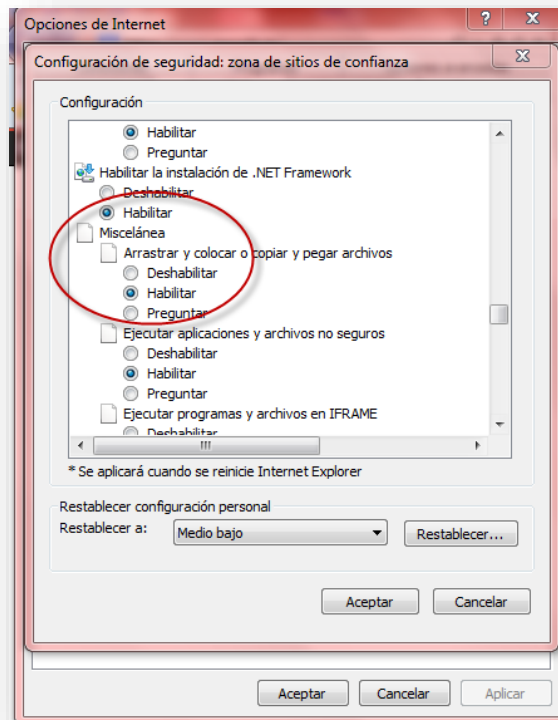 Opciones de Internet
Configuración de seguridad: zona de sitios de confianza
Configuración
Habilitar
Preguntar
Habilitar la instalación de .NET Framework
Deshabilitar
Habilitar
Miscelánea
Arrastrar y colocar o copiar y pegar archivos
Deshabilitar
Habilitar
Preguntar
Ejecutar aplicaciones y archivos no seguros
Deshabilitar
Habilitar
Preguntar
Ejecutar programas y archivos en IFRAME
Deshabilitar
* Se aplicará cuando se reinicie Internet Explorer
Restablecer configuración personal
Restablecer a: Medio bajo Restablecer...
Aceptar Cancelar
Aceptar Cancelar Aplicar